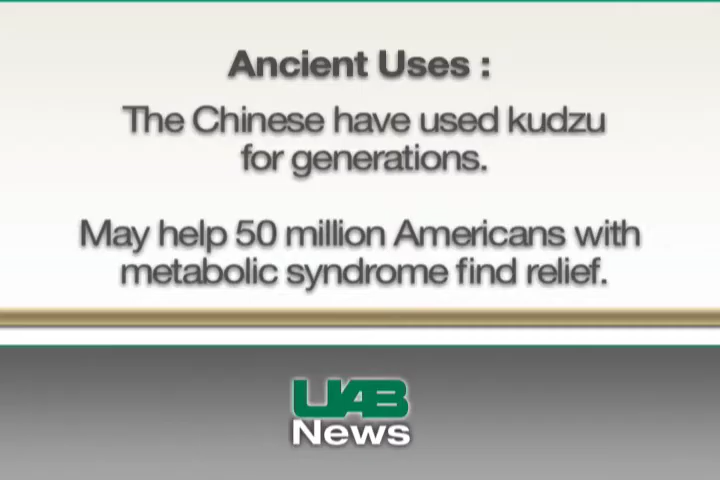 Ancient Uses :
The Chinese have used kudzu
for generations.
May help 50 million Americans with
metabolic syndrome find relief.
UAB
News